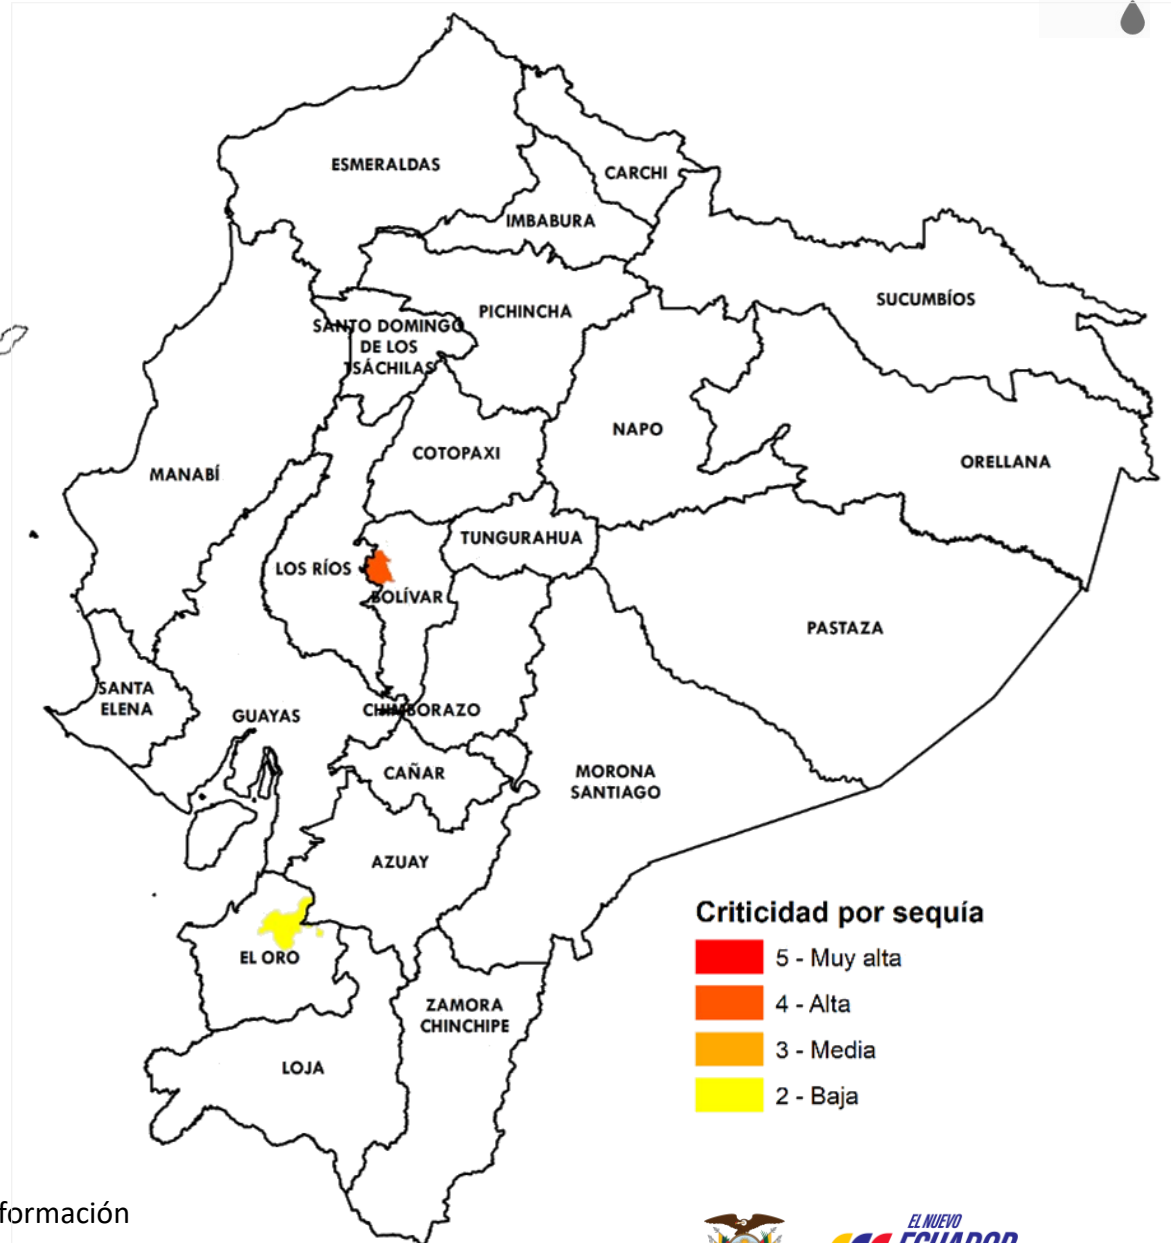 ESMERALDAS
CARCHI
IMBABURA
SUCUMBÍOS
PICHINCHA
SANTO DOMINGO
DE LOS
TSÁCHILAS
NAPO
COTOPAXI
ORELLANA
MANABÍ
TUNGURAHUA
LOS RÍOS
BOLÍVAR
PASTAZA
SANTA
ELENA
GUAYAS
CHIMBORAZO
CAÑAR
MORONA
SANTIAGO
AZUAY
EL ORO
ZAMORA
CHINCHIPE
LOJA
Criticidad por sequía
5 - Muy alta
4 - Alta
3 - Media
2 - Baja
formación
EL NUEVO
ECUADOR